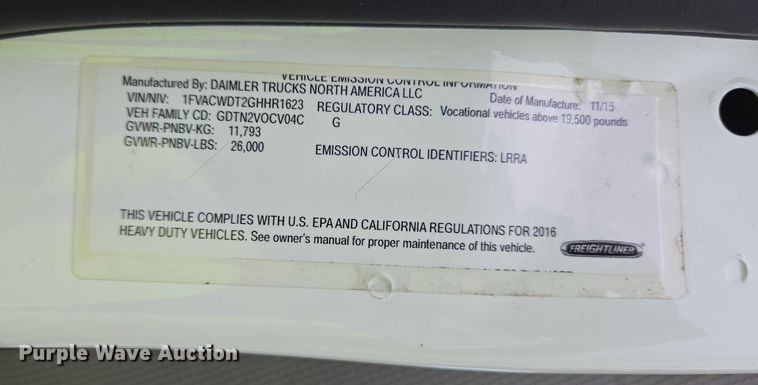 VEHICLE EMISSION CONTROL INFORMATION
Manufactured By: DAIMLER TRUCKS NORTH AMERICA LLC
Date of Manufacture: 11/15
VIN/NIV: 1FVACWDT2GHHR1623
REGULATORY CLASS: Vocational vehicles above 19,500 pounds
VEH FAMILY CD: GDTN2VOCV04C G
GVWR-PNBV-KG: 11,793
GVWR-PNBV-LBS: 26,000
EMISSION CONTROL IDENTIFIERS: LRRA
THIS VEHICLE COMPLIES WITH U.S. EPA AND CALIFORNIA REGULATIONS FOR 2016
HEAVY DUTY VEHICLES. See owner's manual for proper maintenance of this vehicle.
FREIGHTLINER
Purple Wave Auction